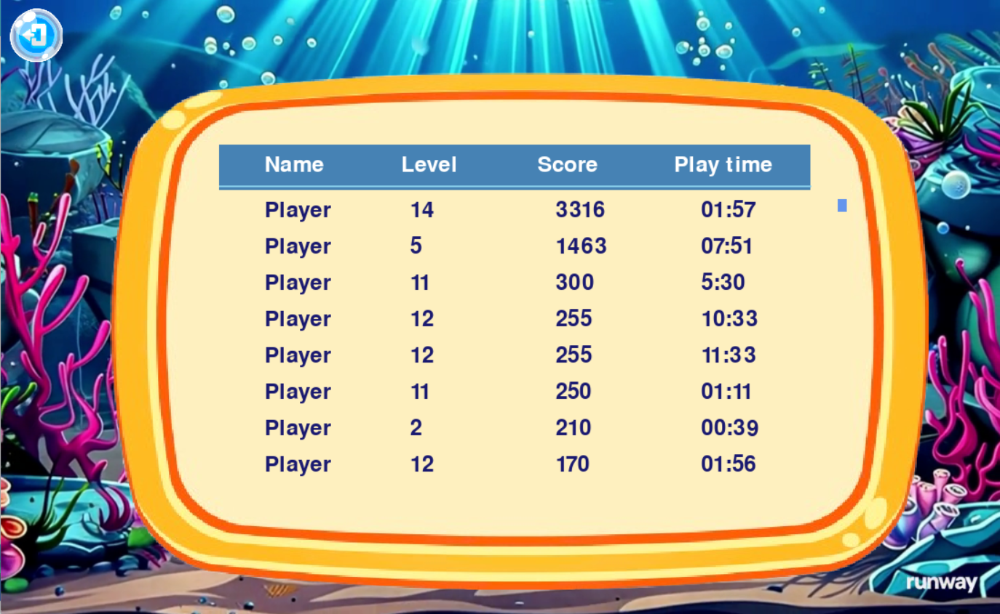 Name Level Score Play time
Player 14 3316 01:57
Player 5 1463 07:51
Player 11 300 5:30
Player 12 255 10:33
Player 12 255 11:33
Player 11 250 01:11
Player 2 210 00:39
Player 12 170 01:56
runway